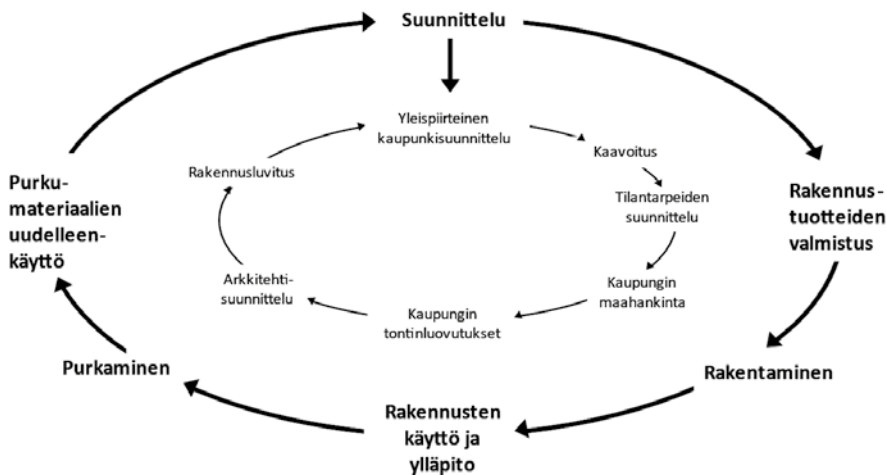 Suunnittelu
Yleispiirteinen
kaupunkisuunnittelu
Kaavoitus
Tilantarpeiden
suunnittelu
Kaupungin
maahankinta
Kaupungin
tontinluovutukset
Arkkitehti-
suunnittelu
Rakennusluvitus
Rakennus-
tuotteiden
valmistus
Rakentaminen
Rakennusten
käyttö ja
ylläpito
Purkaminen
Purku-
materiaalien
uudelleen-
käyttö